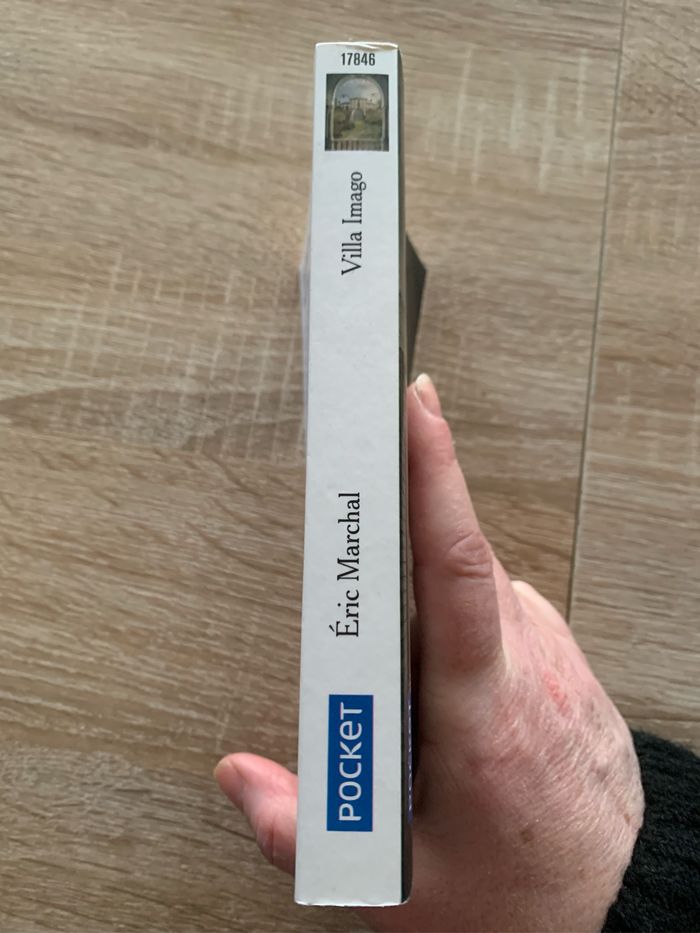 17846
Villa Imago
Éric Marchal
POCKET